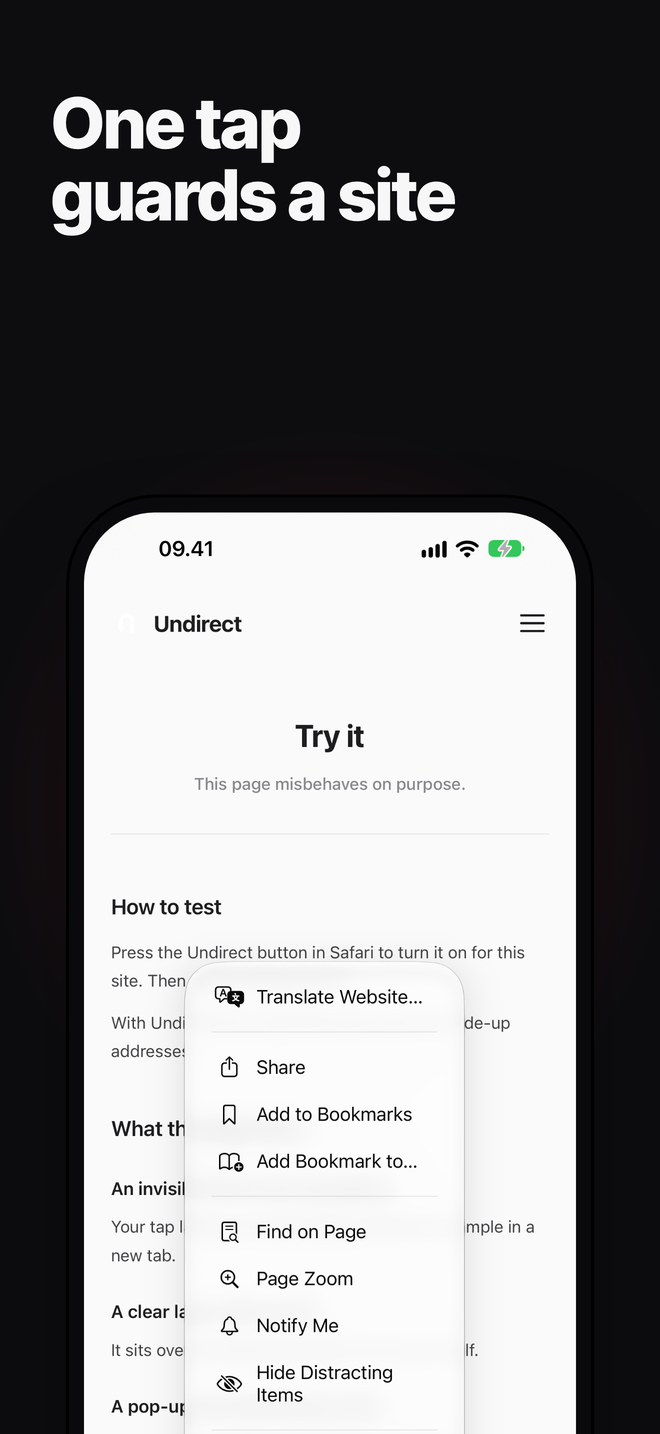 One tap
guards a site
09.41
Undirect
Try it
This page misbehaves on purpose.
How to test
Press the Undirect button in Safari to turn it on for this
site. Then
With Undi
de-up
addresses
What th
An invisi
Your tap l
mple in a
new tab.
A clear la
It sits ove
lf.
A pop-up
Translate Website...
Share
Add to Bookmarks
Add Bookmark to...
Find on Page
Page Zoom
Notify Me
Hide Distracting
Items